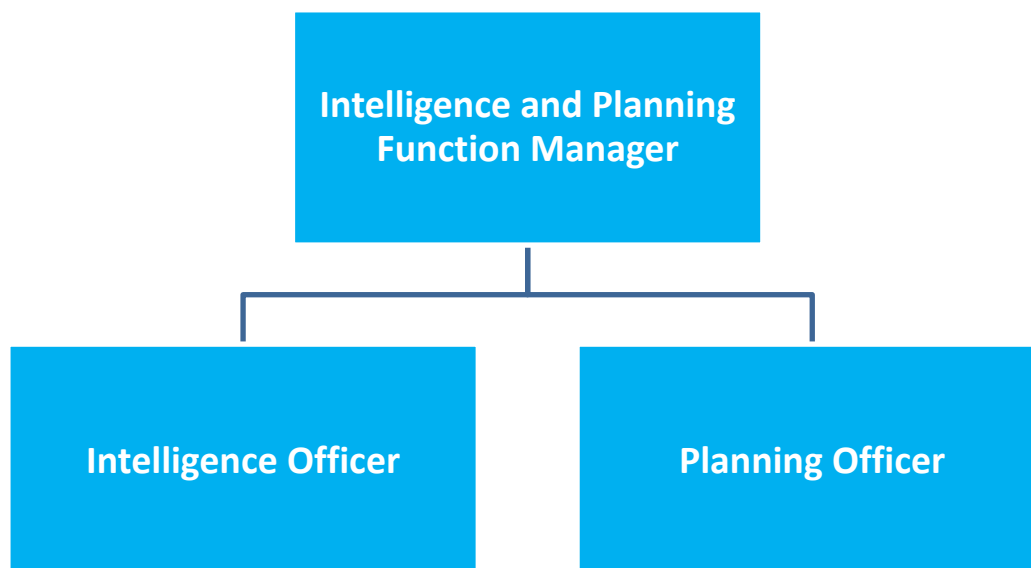 Intelligence and Planning
Function Manager
Intelligence Officer
Planning Officer